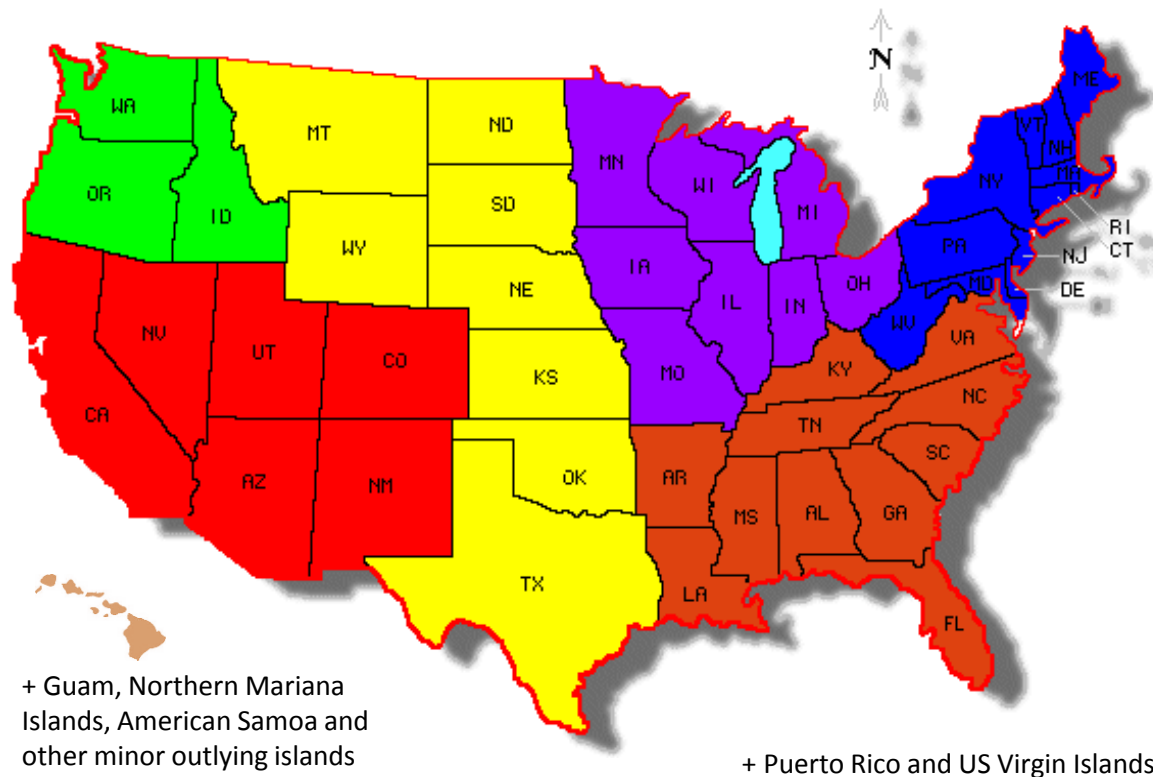 N
ME
WA
VT
NH
MT
ND
MN
MA
OR
NY
WI
MI
SD
ID
RI
CT
WY
PA
NJ
IA
NE
OH
MD
DE
IL
IN
WV
NV
VA
UT
CO
KY
KS
MO
NC
CA
TN
SC
OK
AR
AZ
NM
MS
AL
GA
TX
LA
FL
+ Guam, Northern Mariana
Islands, American Samoa and
other minor outlying islands
+ Puerto Rico and US Virgin Islands